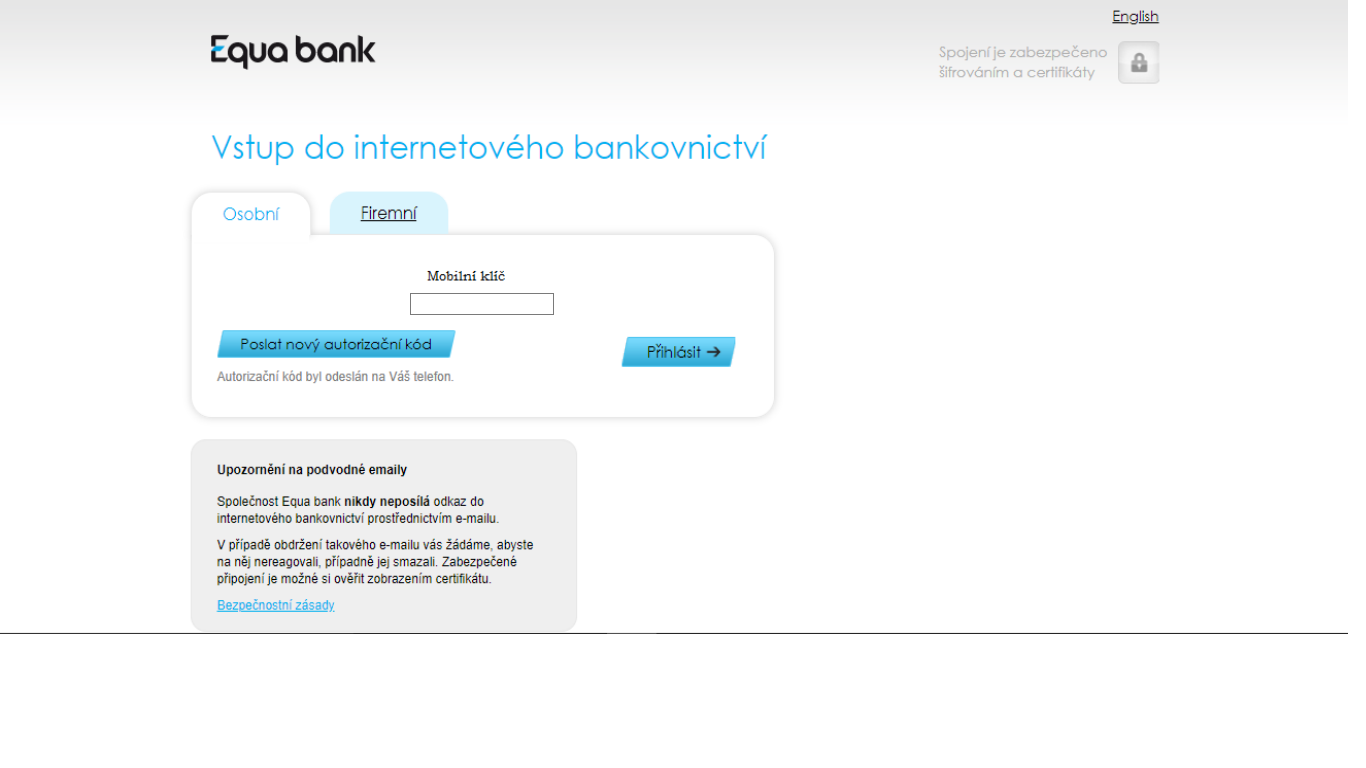 English
Equa bank
Spojení je zabezpečeno
šifrováním a certifikáty
Vstup do internetového bankovnictví
Osobní
Firemní
Mobilní klíč
Poslat nový autorizační kód
Přihlásit
Autorizační kód byl odeslán na Váš telefon.
Upozornění na podvodné emaily
Společnost Equa bank nikdy neposílá odkaz do
internetového bankovnictví prostřednictvím e-mailu.
V případě obdržení takového e-mailu vás žádáme, abyste
na něj nereagovali, případně jej smazali. Zabezpečené
připojení je možné si ověřit zobrazením certifikátu.
Bezpečnostní zásady